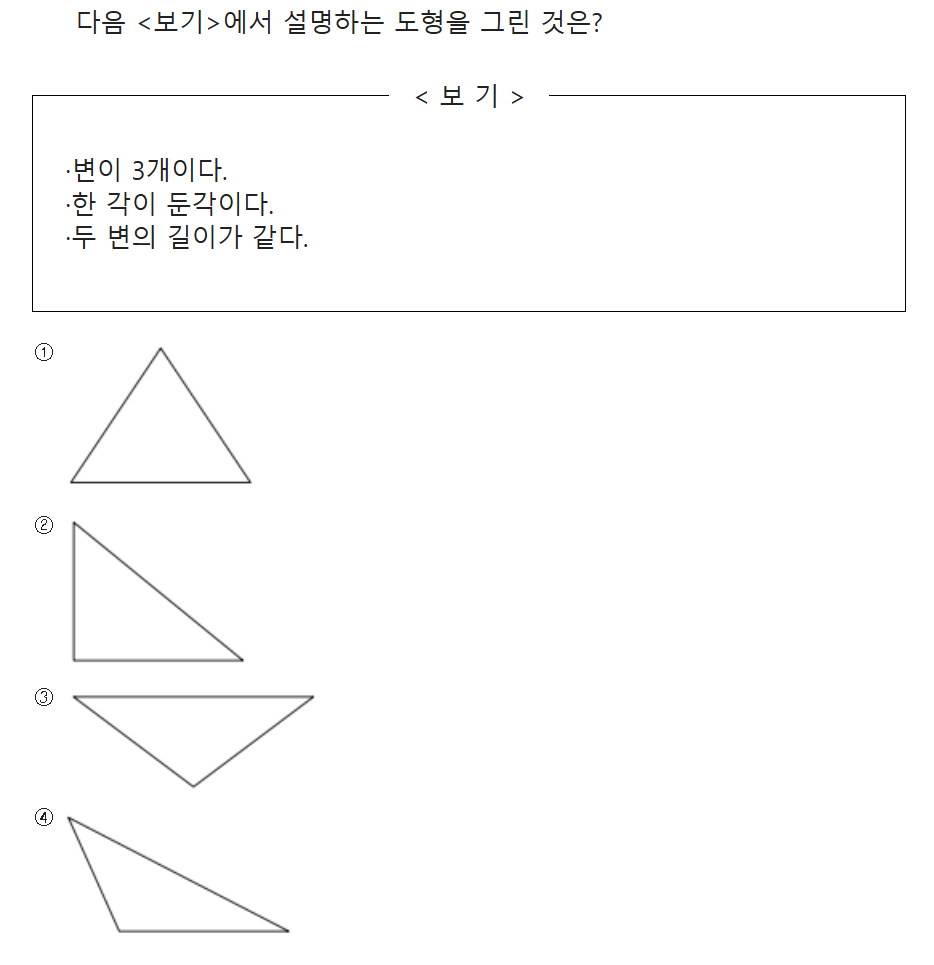 다음 <보기>에서 설명하는 도형을 그린 것은?
< 보 기 >
·변이 3개이다.
·한 각이 둔각이다.
·두 변의 길이가 같다.
①
②
③
④